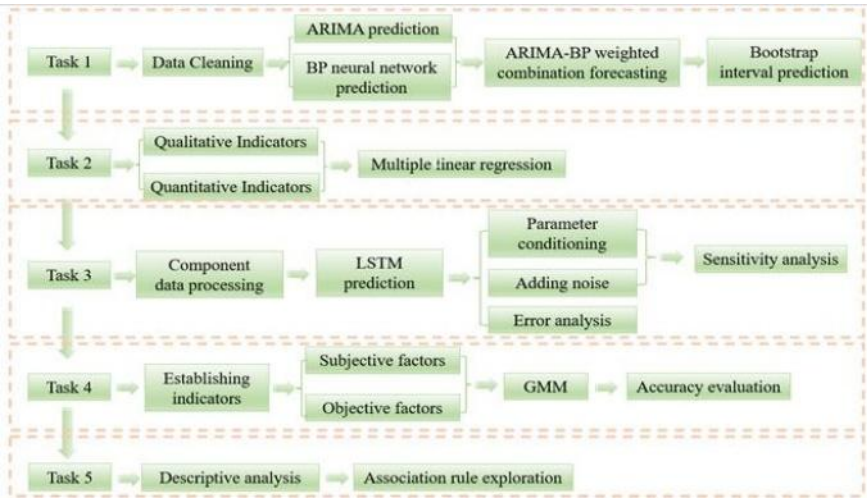 ARIMA prediction
Task 1
Data Cleaning
BP neural network
prediction
ARIMA-BP weighted
combination forecasting
Bootstrap
interval prediction
Task 2
Qualitative Indicators
Quantitative Indicators
Multiple linear regression
Task 3
Component
data processing
LSTM
prediction
Parameter
conditioning
Adding noise
Error analysis
Sensitivity analysis
Task 4
Establishing
indicators
Subjective factors
Objective factors
GMM
Accuracy evaluation
Task 5
Descriptive analysis
Association rule exploration